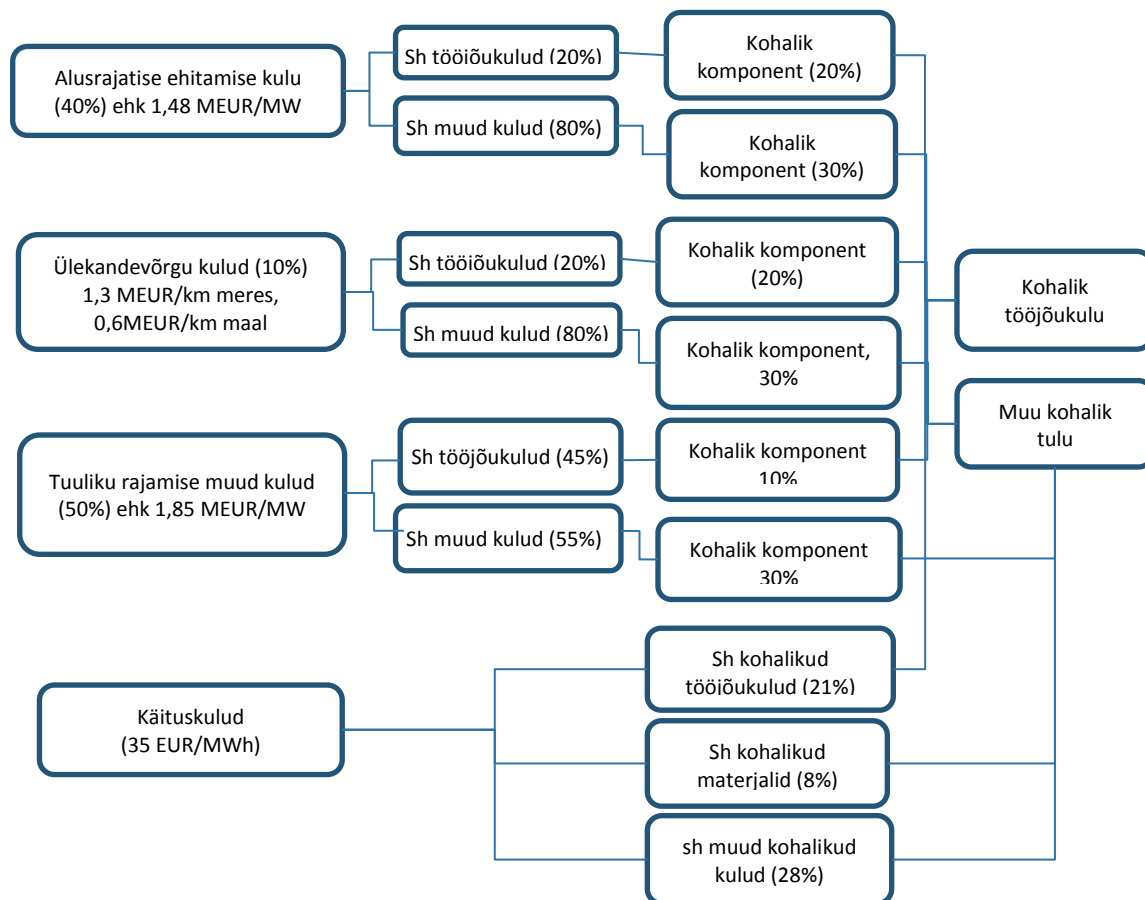 Alusrajatise ehitamise kulu
(40%) ehk 1,48 MEUR/MW
Sh tööjõukulud (20%)
Kohalik
komponent (20%)
Sh muud kulud (80%)
Kohalik
komponent (30%)
Ülekandevõrgu kulud (10%)
1,3 MEUR/km meres,
0,6MEUR/km maal
Sh tööjõukulud (20%)
Kohalik komponent
(20%)
Sh muud kulud (80%)
Kohalik komponent,
30%
Kohalik
tööjõukulu
Muu kohalik
tulu
Tuuliku rajamise muud kulud
(50%) ehk 1,85 MEUR/MW
Sh tööjõukulud (45%)
Kohalik komponent
10%
Sh muud kulud (55%)
Kohalik komponent
30%
Käituskulud
(35 EUR/MWh)
Sh kohalikud
tööjõukulud (21%)
Sh kohalikud
materjalid (8%)
sh muud kohalikud
kulud (28%)